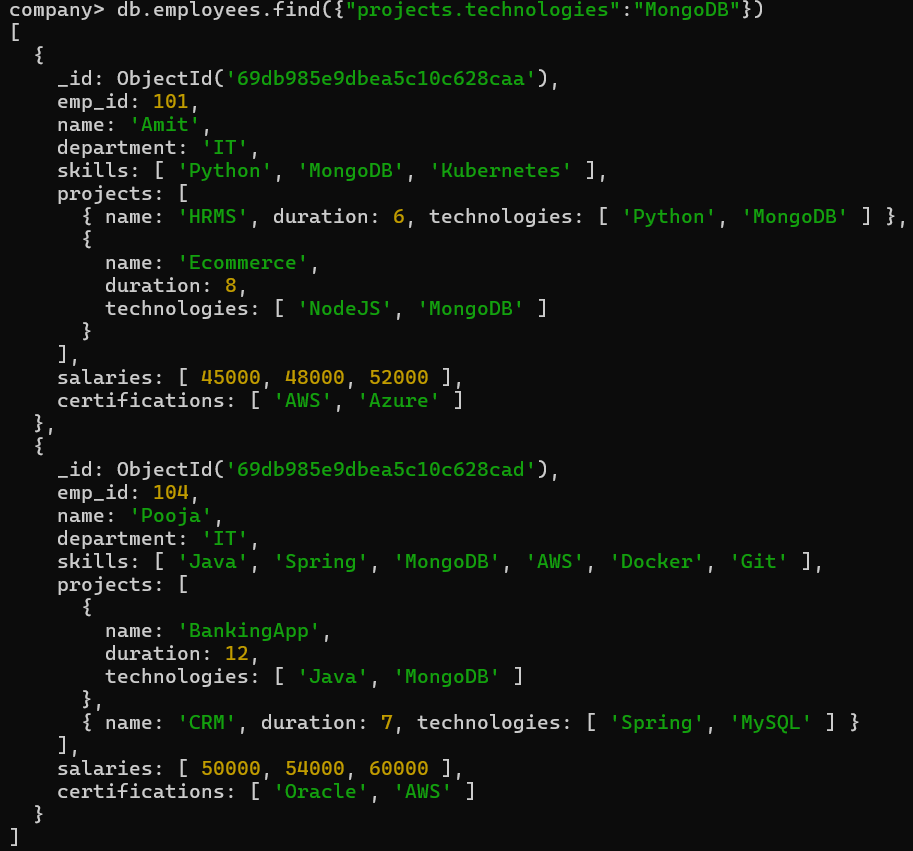 company> db.employees.find({"projects.technologies":"MongoDB"})
[
  {
    _id: ObjectId('69db985e9dbea5c10c628caa'),
    emp_id: 101,
    name: 'Amit',
    department: 'IT',
    skills: [ 'Python', 'MongoDB', 'Kubernetes' ],
    projects: [
      { name: 'HRMS', duration: 6, technologies: [ 'Python', 'MongoDB' ] },
      {
        name: 'Ecommerce',
        duration: 8,
        technologies: [ 'NodeJS', 'MongoDB' ]
      }
    ],
    salaries: [ 45000, 48000, 52000 ],
    certifications: [ 'AWS', 'Azure' ]
  },
  {
    _id: ObjectId('69db985e9dbea5c10c628cad'),
    emp_id: 104,
    name: 'Pooja',
    department: 'IT',
    skills: [ 'Java', 'Spring', 'MongoDB', 'AWS', 'Docker', 'Git' ],
    projects: [
      {
        name: 'BankingApp',
        duration: 12,
        technologies: [ 'Java', 'MongoDB' ]
      },
      { name: 'CRM', duration: 7, technologies: [ 'Spring', 'MySQL' ] }
    ],
    salaries: [ 50000, 54000, 60000 ],
    certifications: [ 'Oracle', 'AWS' ]
  }
]